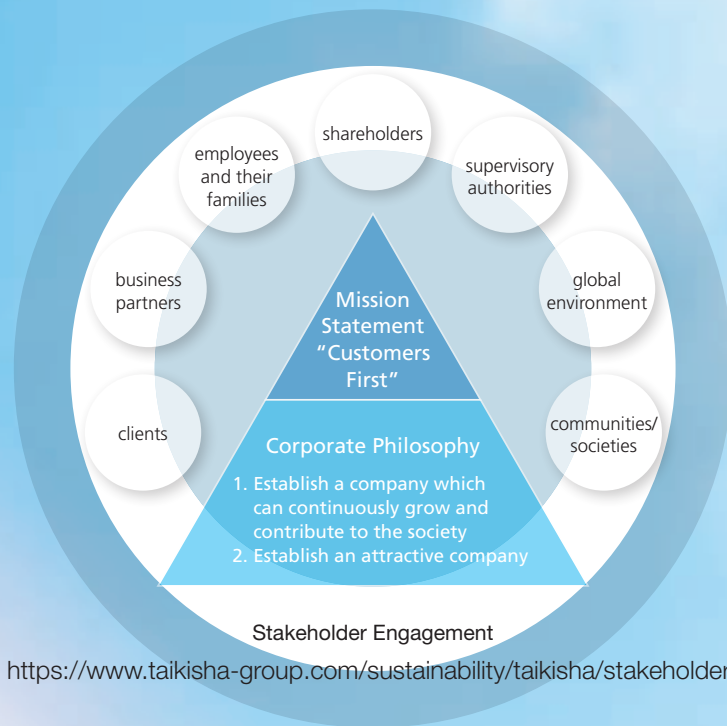 shareholders
employees
and their
families
supervisory
authorities
business
partners
global
environment
clients
communities/
societies
Mission
Statement
“Customers
First”
Corporate Philosophy
1. Establish a company which
can continuously grow and
contribute to the society
2. Establish an attractive company
Stakeholder Engagement
https://www.taikisha-group.com/sustainability/taikisha/stakeholder